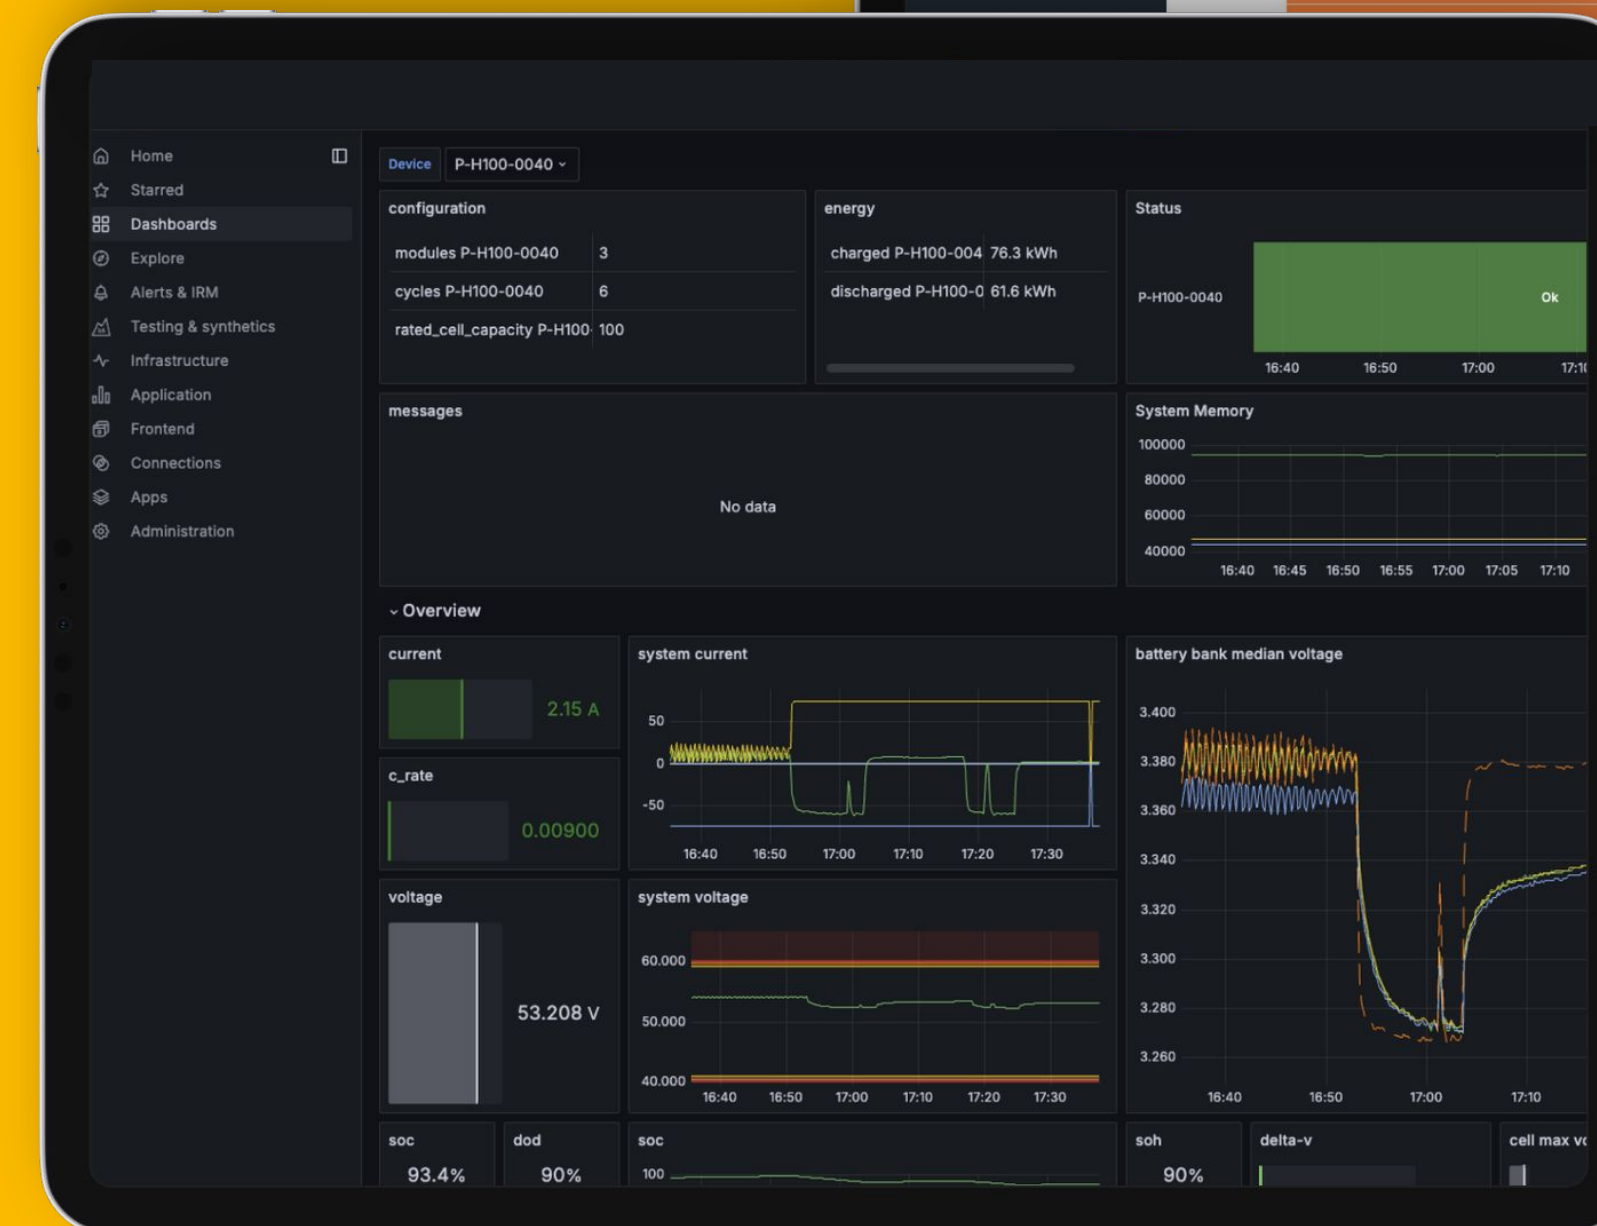 Home
Starred
Dashboards
Explore
Alerts & IRM
Testing & synthetics
Infrastructure
Application
Frontend
Connections
Apps
Administration
Device P-H100-0040
configuration
modules P-H100-0040 3
cycles P-H100-0040 6
rated_cell_capacity P-H100- 100
energy
charged P-H100-004 76.3 kWh
discharged P-H100-0 61.6 kWh
Status
P-H100-0040
Ok
16:40 16:50 17:00 17:10
messages
No data
System Memory
100000
80000
60000
40000
16:40 16:45 16:50 16:55 17:00 17:05 17:10
Overview
current
2.15 A
c_rate
0.00900
system current
50
0
-50
16:40 16:50 17:00 17:10 17:20 17:30
battery bank median voltage
3.400
3.380
3.360
3.340
3.320
3.300
3.280
3.260
16:40 16:50 17:00 17:10
voltage
53.208 V
system voltage
60.000
50.000
40.000
16:40 16:50 17:00 17:10 17:20 17:30
soc
93.4%
dod
90%
soc
100
soh
90%
delta-v
cell max